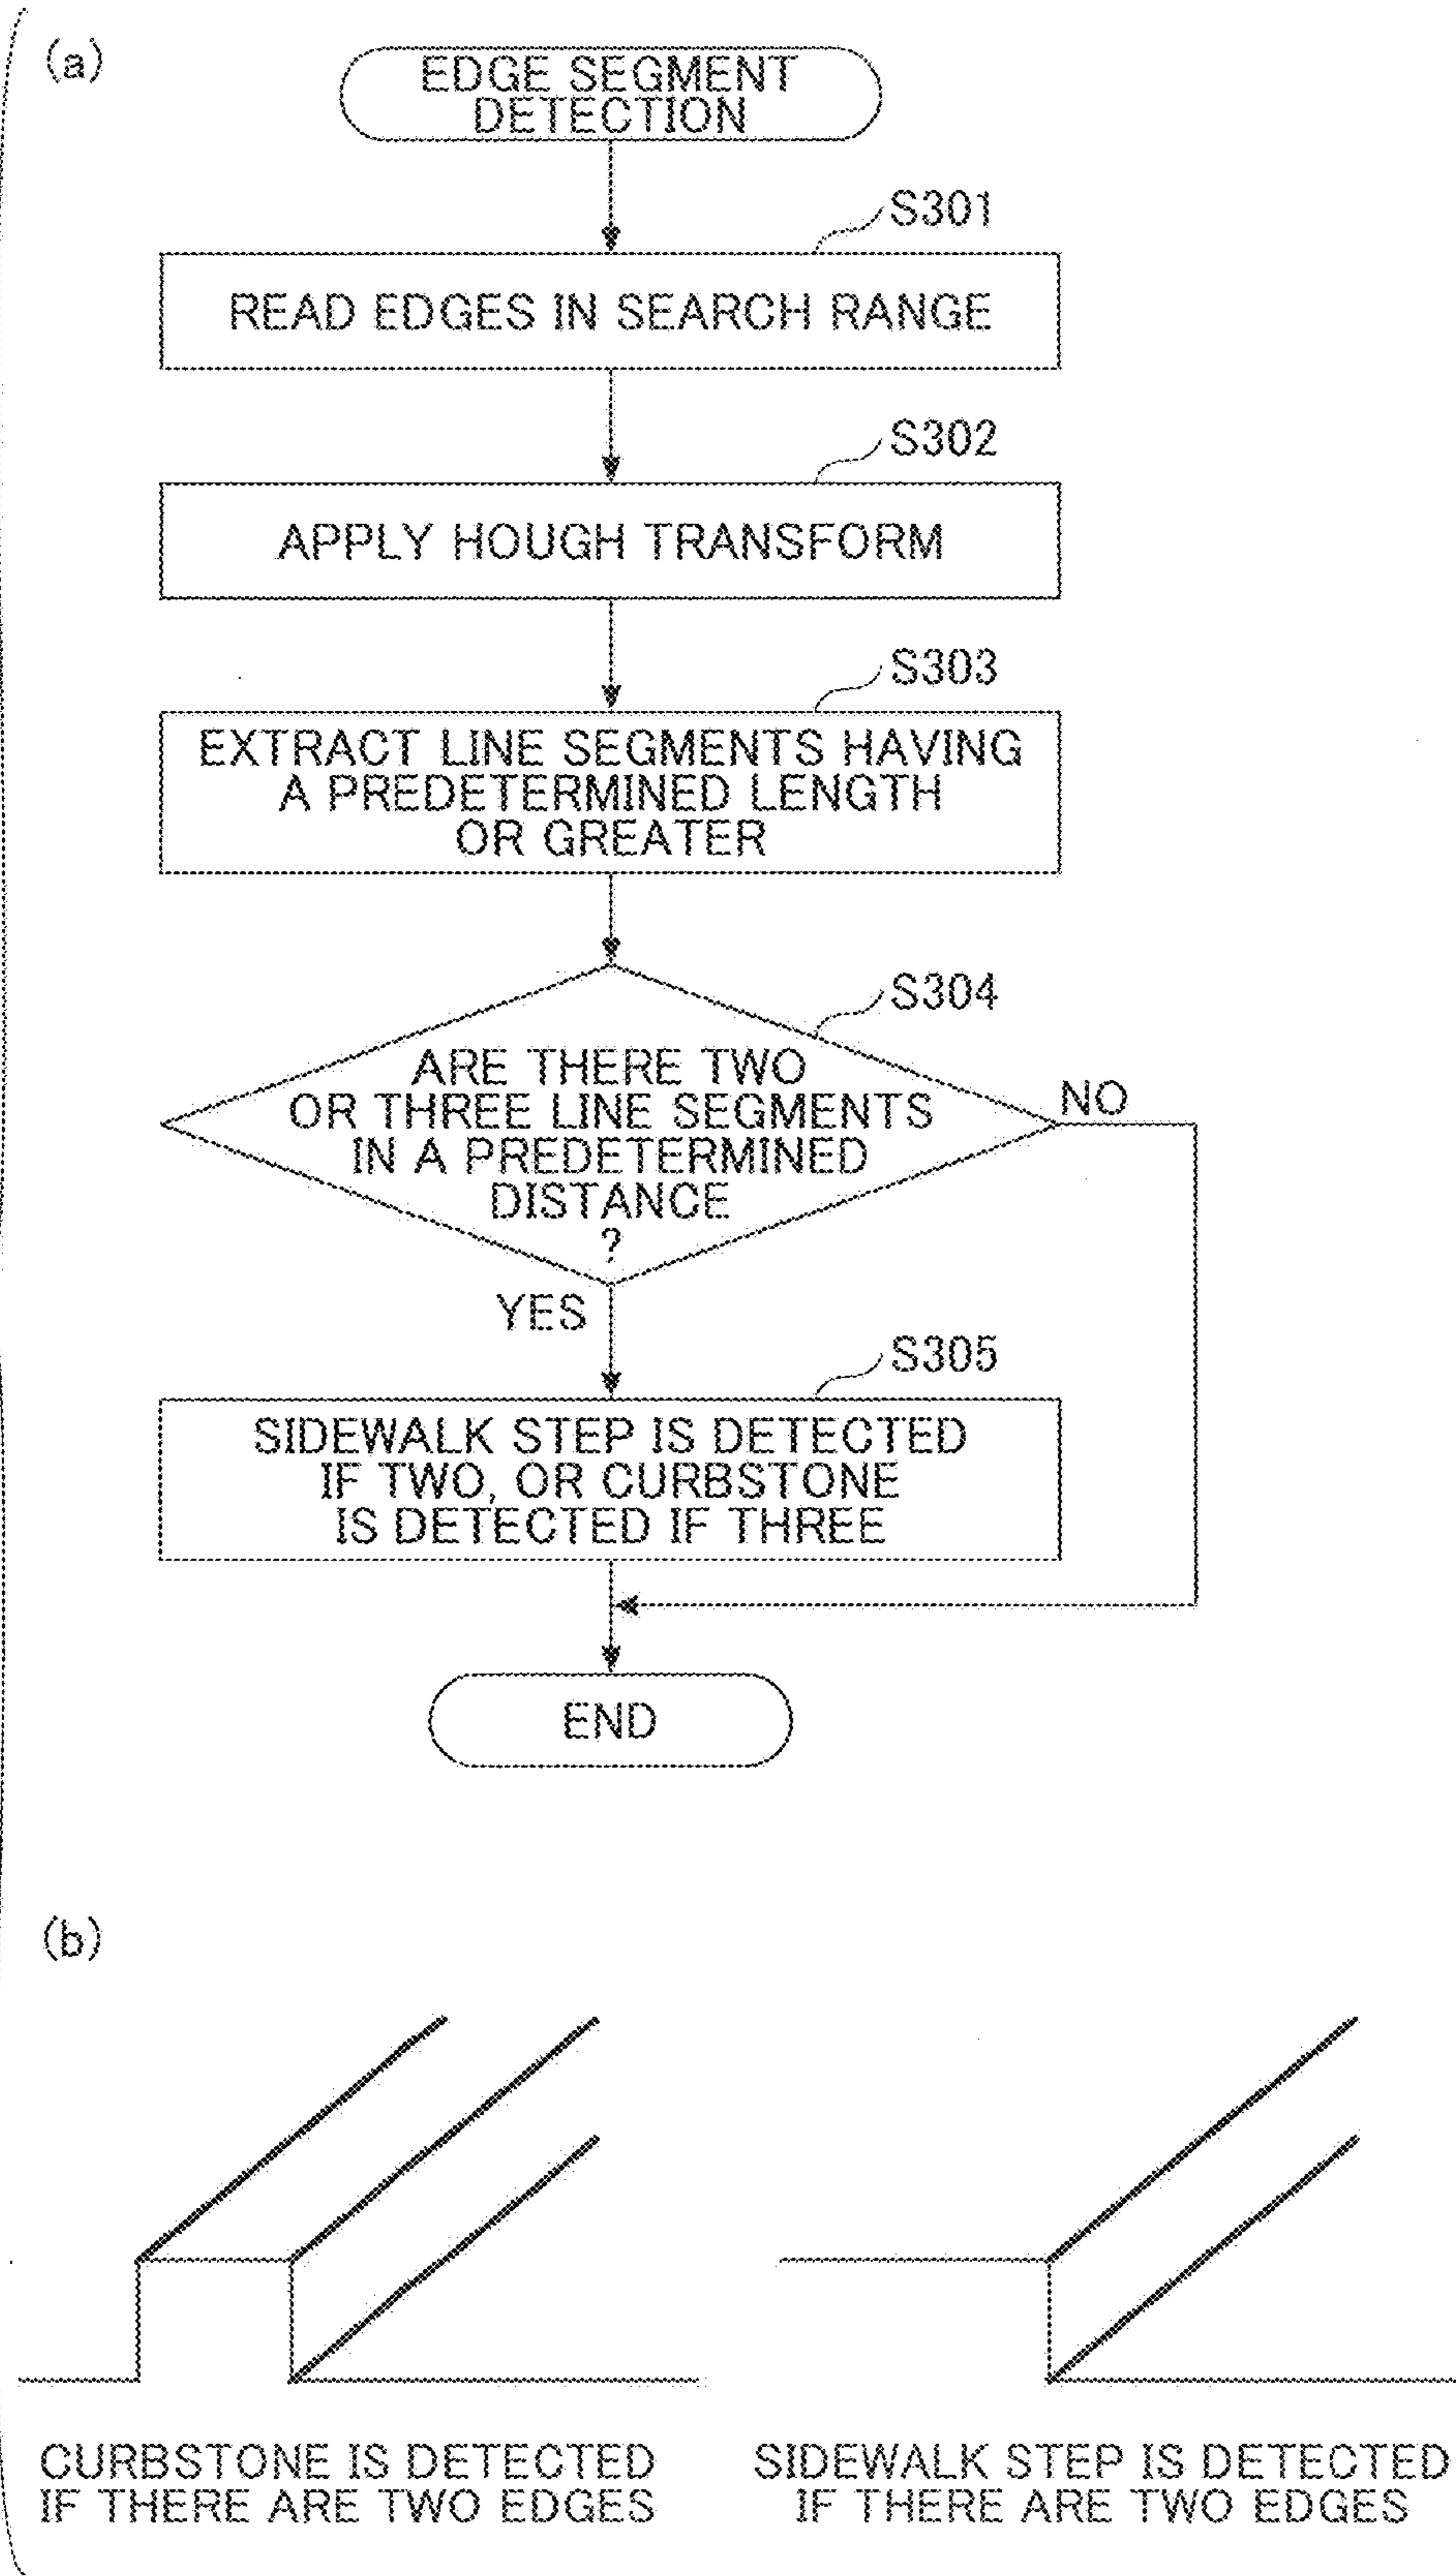 (a)
EDGE SEGMENT
DETECTION
S301
READ EDGES IN SEARCH RANGE
S302
APPLY HOUGH TRANSFORM
S303
EXTRACT LINE SEGMENTS HAVING
A PREDETERMINED LENGTH
OR GREATER
S304
ARE THERE TWO
OR THREE LINE SEGMENTS
IN A PREDETERMINED
DISTANCE
?
NO
YES
S305
SIDEWALK STEP IS DETECTED
IF TWO, OR CURBSTONE
IS DETECTED IF THREE
END
(b)
CURBSTONE IS DETECTED
IF THERE ARE TWO EDGES
SIDEWALK STEP IS DETECTED
IF THERE ARE TWO EDGES